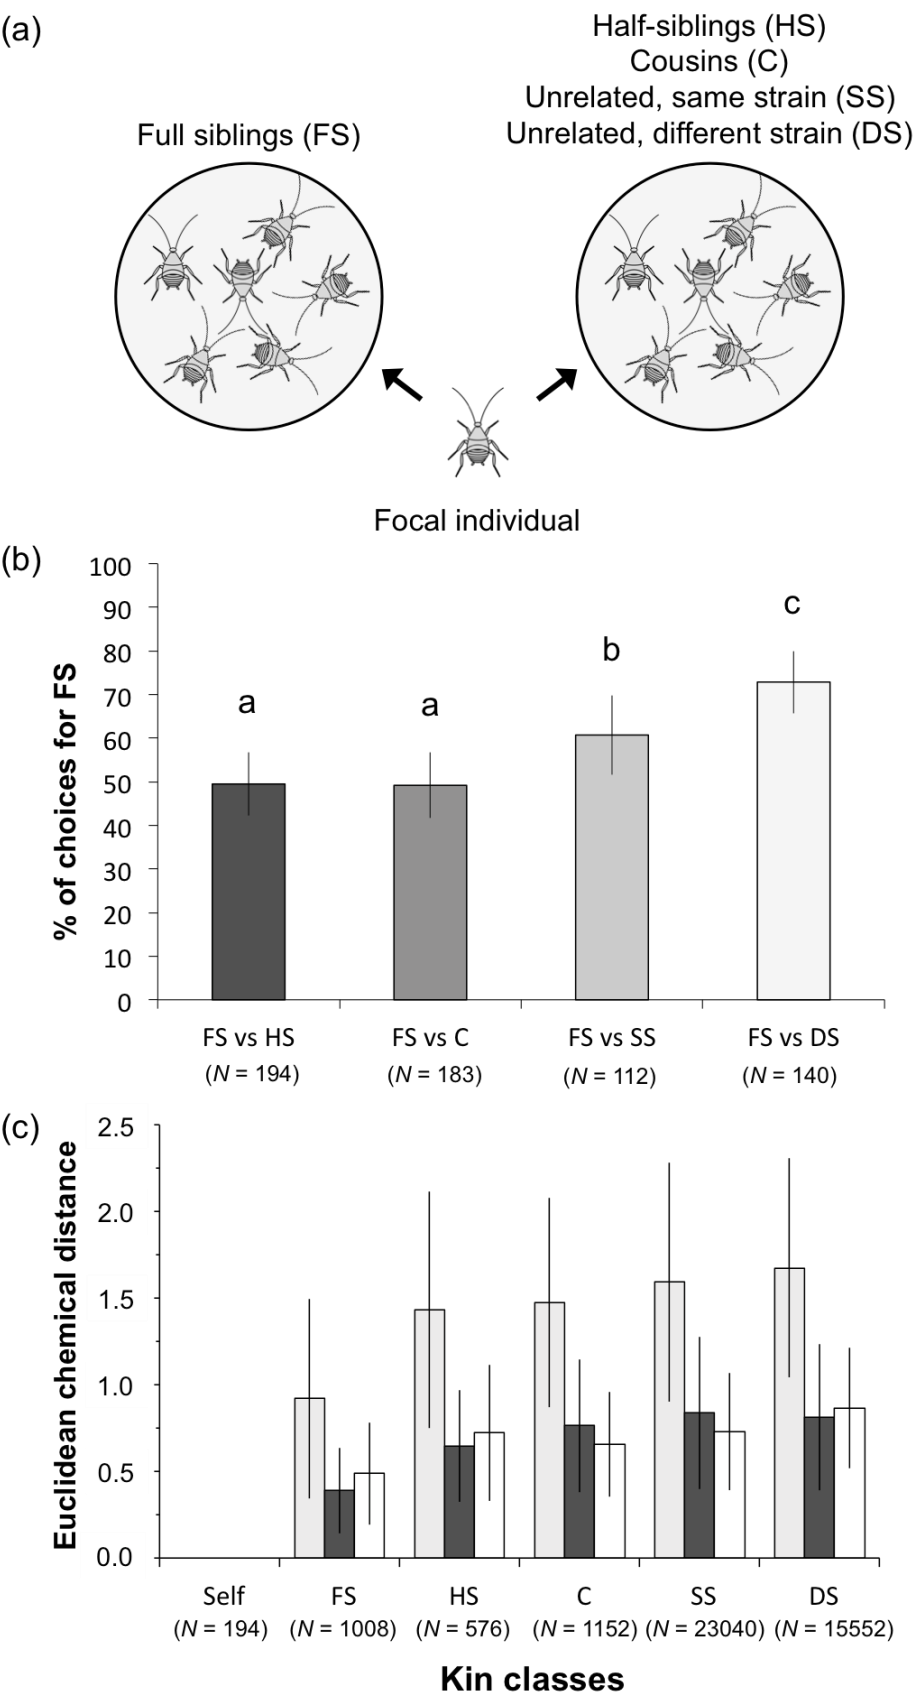 (a)
Half-siblings (HS)
Cousins (C)
Unrelated, same strain (SS)
Full siblings (FS)
Unrelated, different strain (DS)
Focal individual
(b)
% of choices for FS
100
90
80
70
60
50
40
30
20
10
0
a
a
b
c
FS vs HS
FS vs C
FS vs SS
FS vs DS
(N = 194)
(N = 183)
(N = 112)
(N = 140)
(c)
Euclidean chemical distance
2.5
2.0
1.5
1.0
0.5
0.0
Self
FS
HS
C
SS
DS
(N = 194)
(N = 1008)
(N = 576)
(N = 1152)
(N = 23040)
(N = 15552)
Kin classes